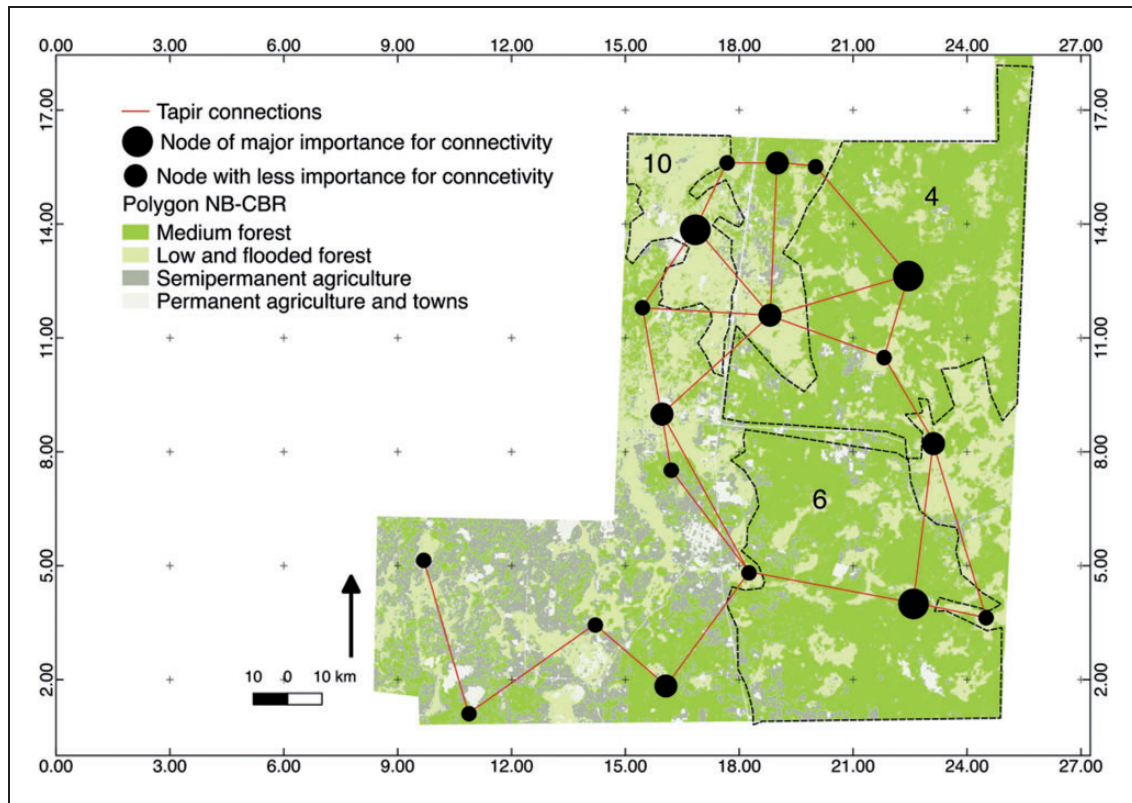 0.00 3.00 6.00 9.00 12.00 15.00 18.00 21.00 24.00 27.00
17.00 17.00
Tapir connections
Node of major importance for connectivity
Node with less importance for conncetivity
Polygon NB-CBR
Medium forest
Low and flooded forest
Semipermanent agriculture
Permanent agriculture and towns
10
4
14.00 14.00
11.00 11.00
8.00 8.00
6
5.00 5.00
10 0 10 km
2.00 2.00
0.00 3.00 6.00 9.00 12.00 15.00 18.00 21.00 24.00 27.00